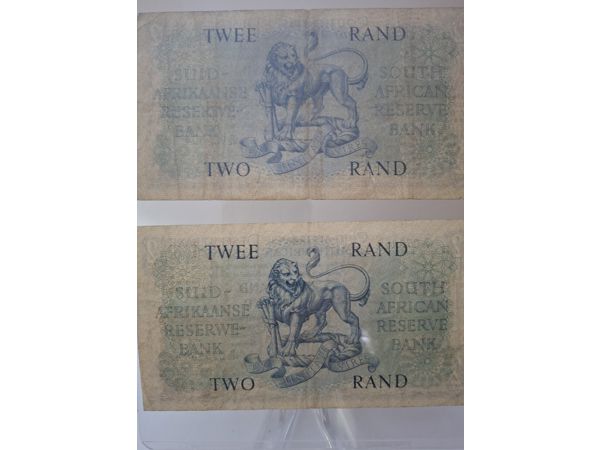 TWEE RAND
SUID- SOUTH
AFRIKAANSE AFRICAN
RESERWE- RESERVE
BANK BANK
TWO RAND
TWEE RAND
SUID- SOUTH
AFRIKAANSE AFRICAN
RESERWE- RESERVE
BANK BANK
TWO RAND